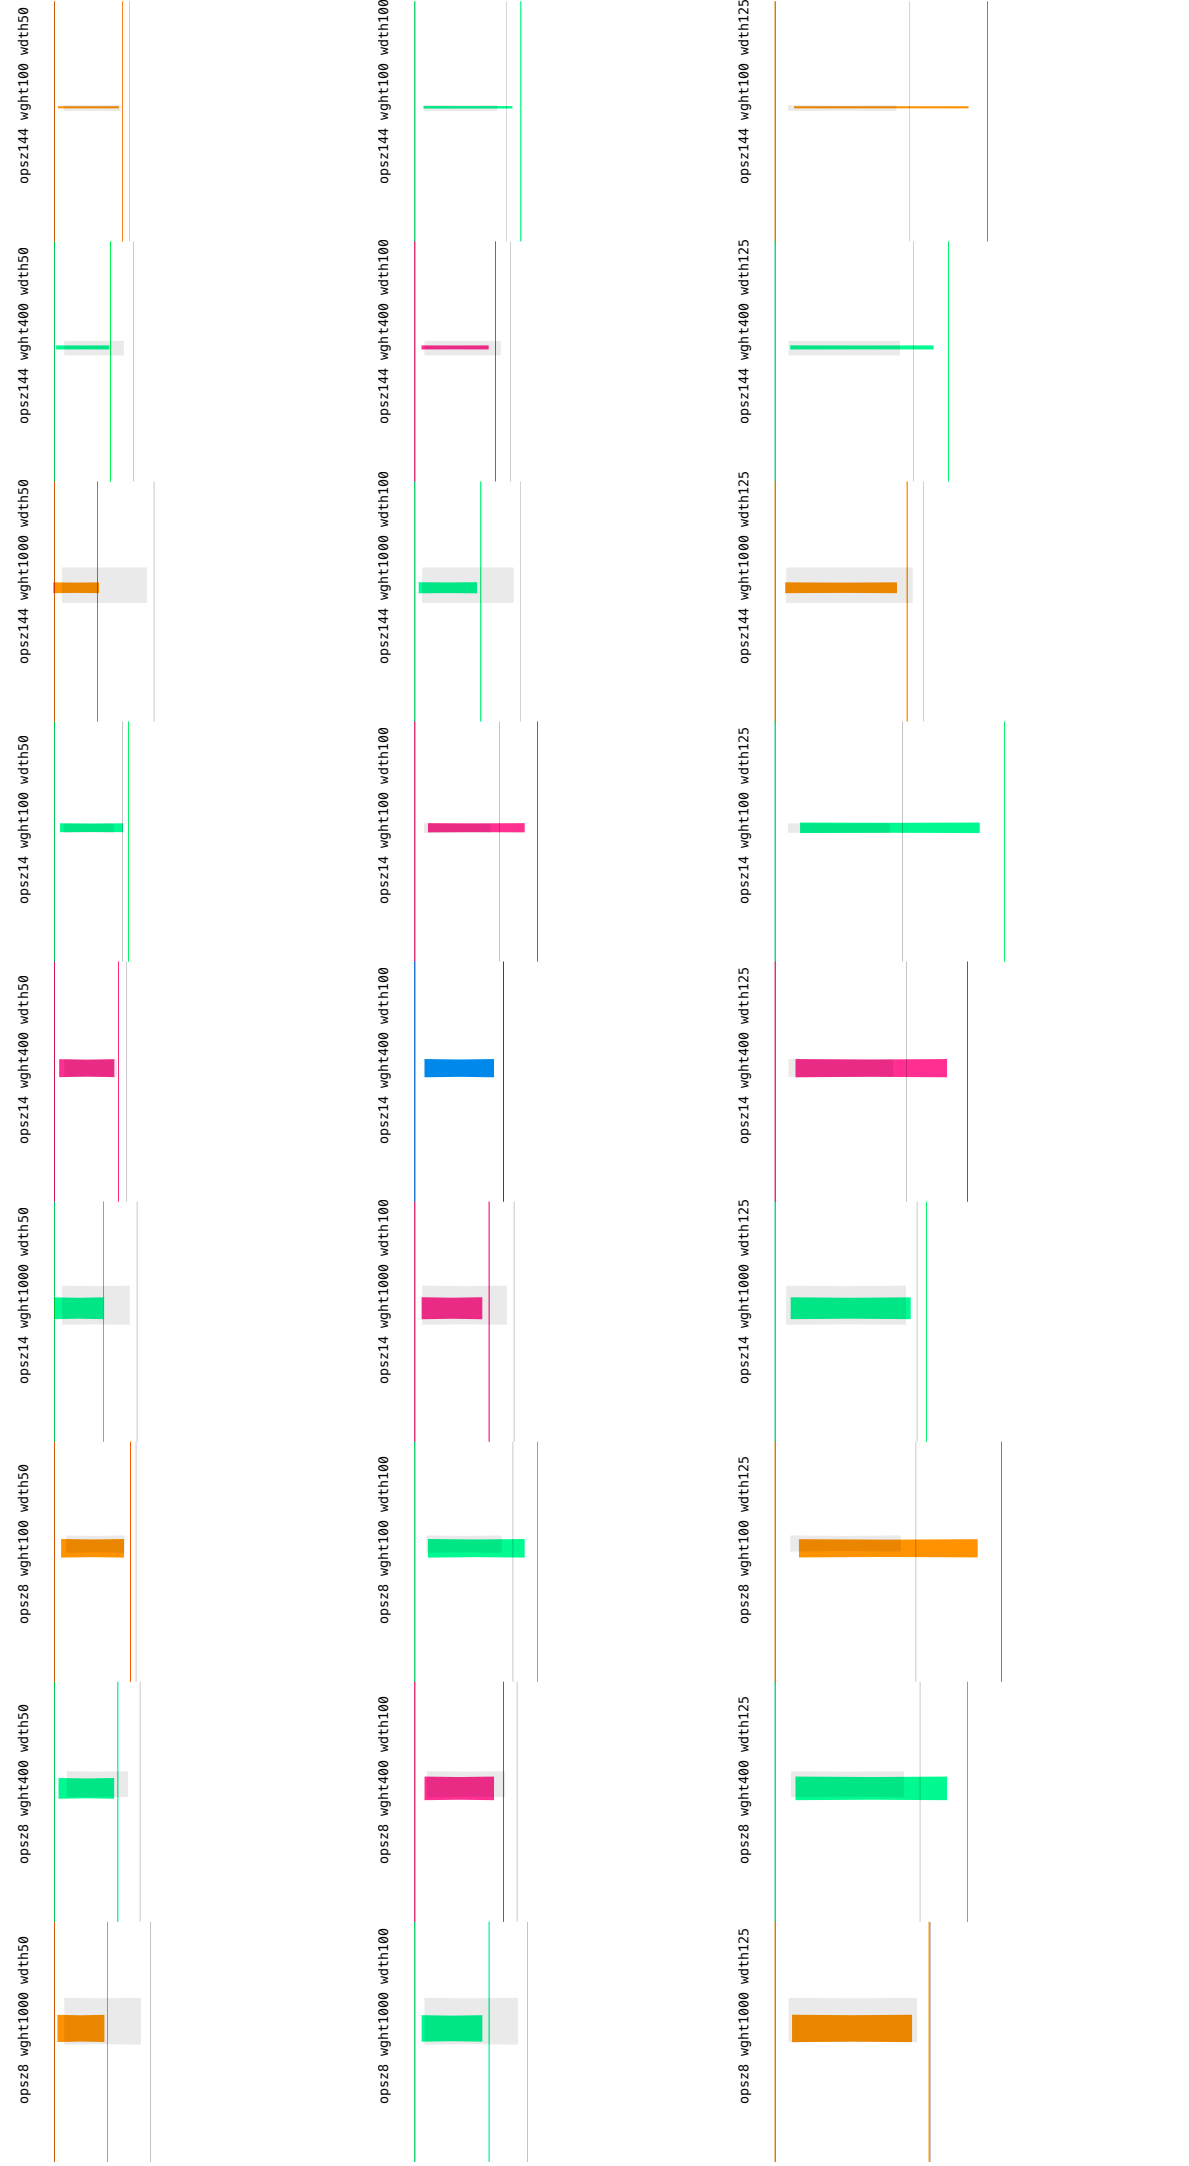 opsz144 wght100 wdth50
opsz144 wght100 wdth100
opsz144 wght100 wdth125
opsz144 wght400 wdth50
opsz144 wght400 wdth100
opsz144 wght400 wdth125
opsz144 wght1000 wdth50
opsz144 wght1000 wdth100
opsz144 wght1000 wdth125
opsz14 wght100 wdth50
opsz14 wght100 wdth100
opsz14 wght100 wdth125
opsz14 wght400 wdth50
opsz14 wght400 wdth100
opsz14 wght400 wdth125
opsz14 wght1000 wdth50
opsz14 wght1000 wdth100
opsz14 wght1000 wdth125
opsz8 wght100 wdth50
opsz8 wght100 wdth100
opsz8 wght100 wdth125
opsz8 wght400 wdth50
opsz8 wght400 wdth100
opsz8 wght400 wdth125
opsz8 wght1000 wdth50
opsz8 wght1000 wdth100
opsz8 wght1000 wdth125